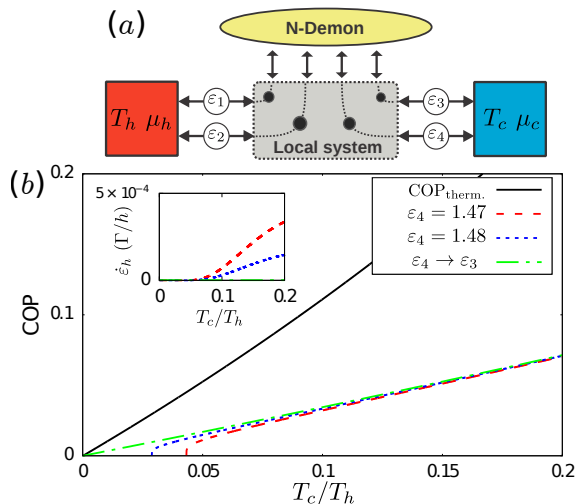 (a)
N-Demon
ε₁ ε₃
T_h μ_h T_c μ_c
ε₂ ε₄
Local system
(b)
0.2
COP_therm.
ε₄ = 1.47
ε₄ = 1.48
ε₄ → ε₃
5 × 10⁻⁴
ε̇_h (Γ/h)
0
0 0.1 0.2
T_c/T_h
COP
0.1
0
0 0.05 0.1 0.15 0.2
T_c/T_h